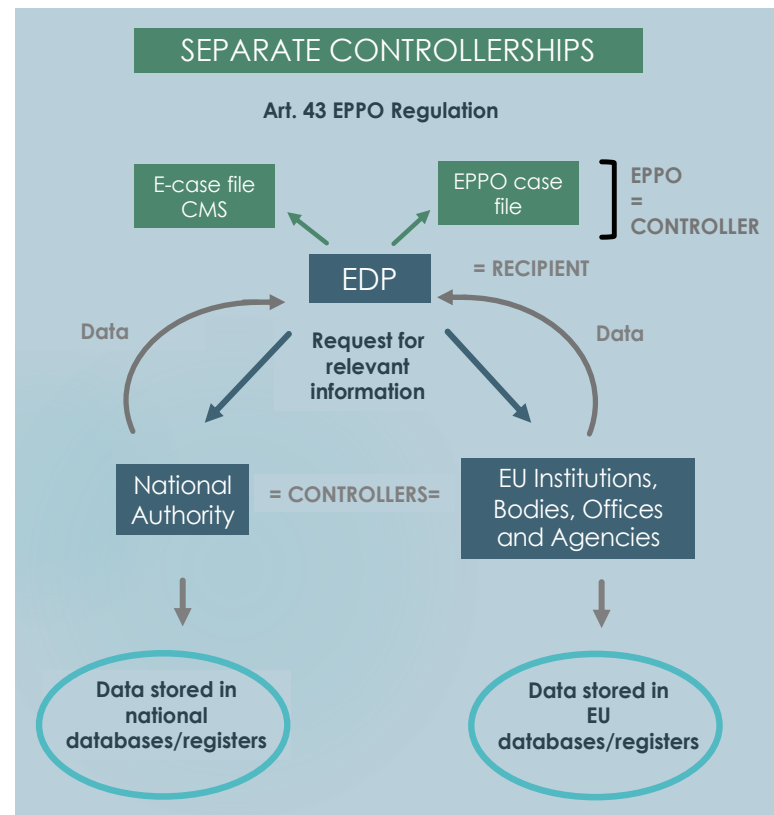 SEPARATE CONTROLLERSHIPS
Art. 43 EPPO Regulation
E-case file
CMS
EPPO case
file
EPPO
=
CONTROLLER
EDP
= RECIPIENT
Data
Request for
relevant
information
Data
National
Authority
= CONTROLLERS=
EU Institutions,
Bodies, Offices
and Agencies
Data stored in
national
databases/registers
Data stored in
EU
databases/registers